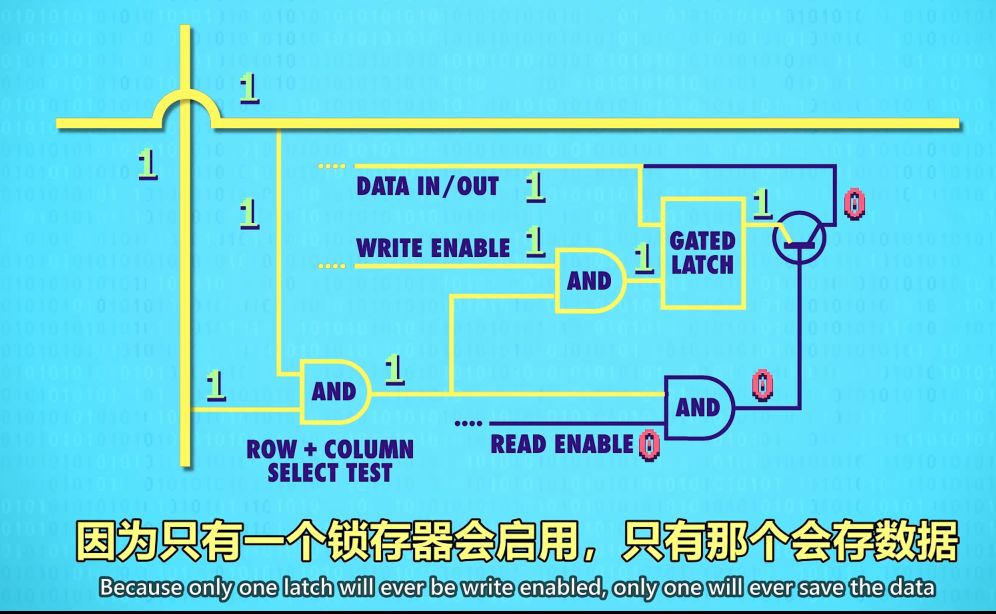 1
1
1
DATA IN/OUT 1
WRITE ENABLE 1
AND
1
GATED
LATCH
1
0
1
AND
1
ROW + COLUMN
SELECT TEST
READ ENABLE 0
AND
0
因为只有一个锁存器会启用，只有那个会存数据
Because only one latch will ever be write enabled, only one will ever save the data